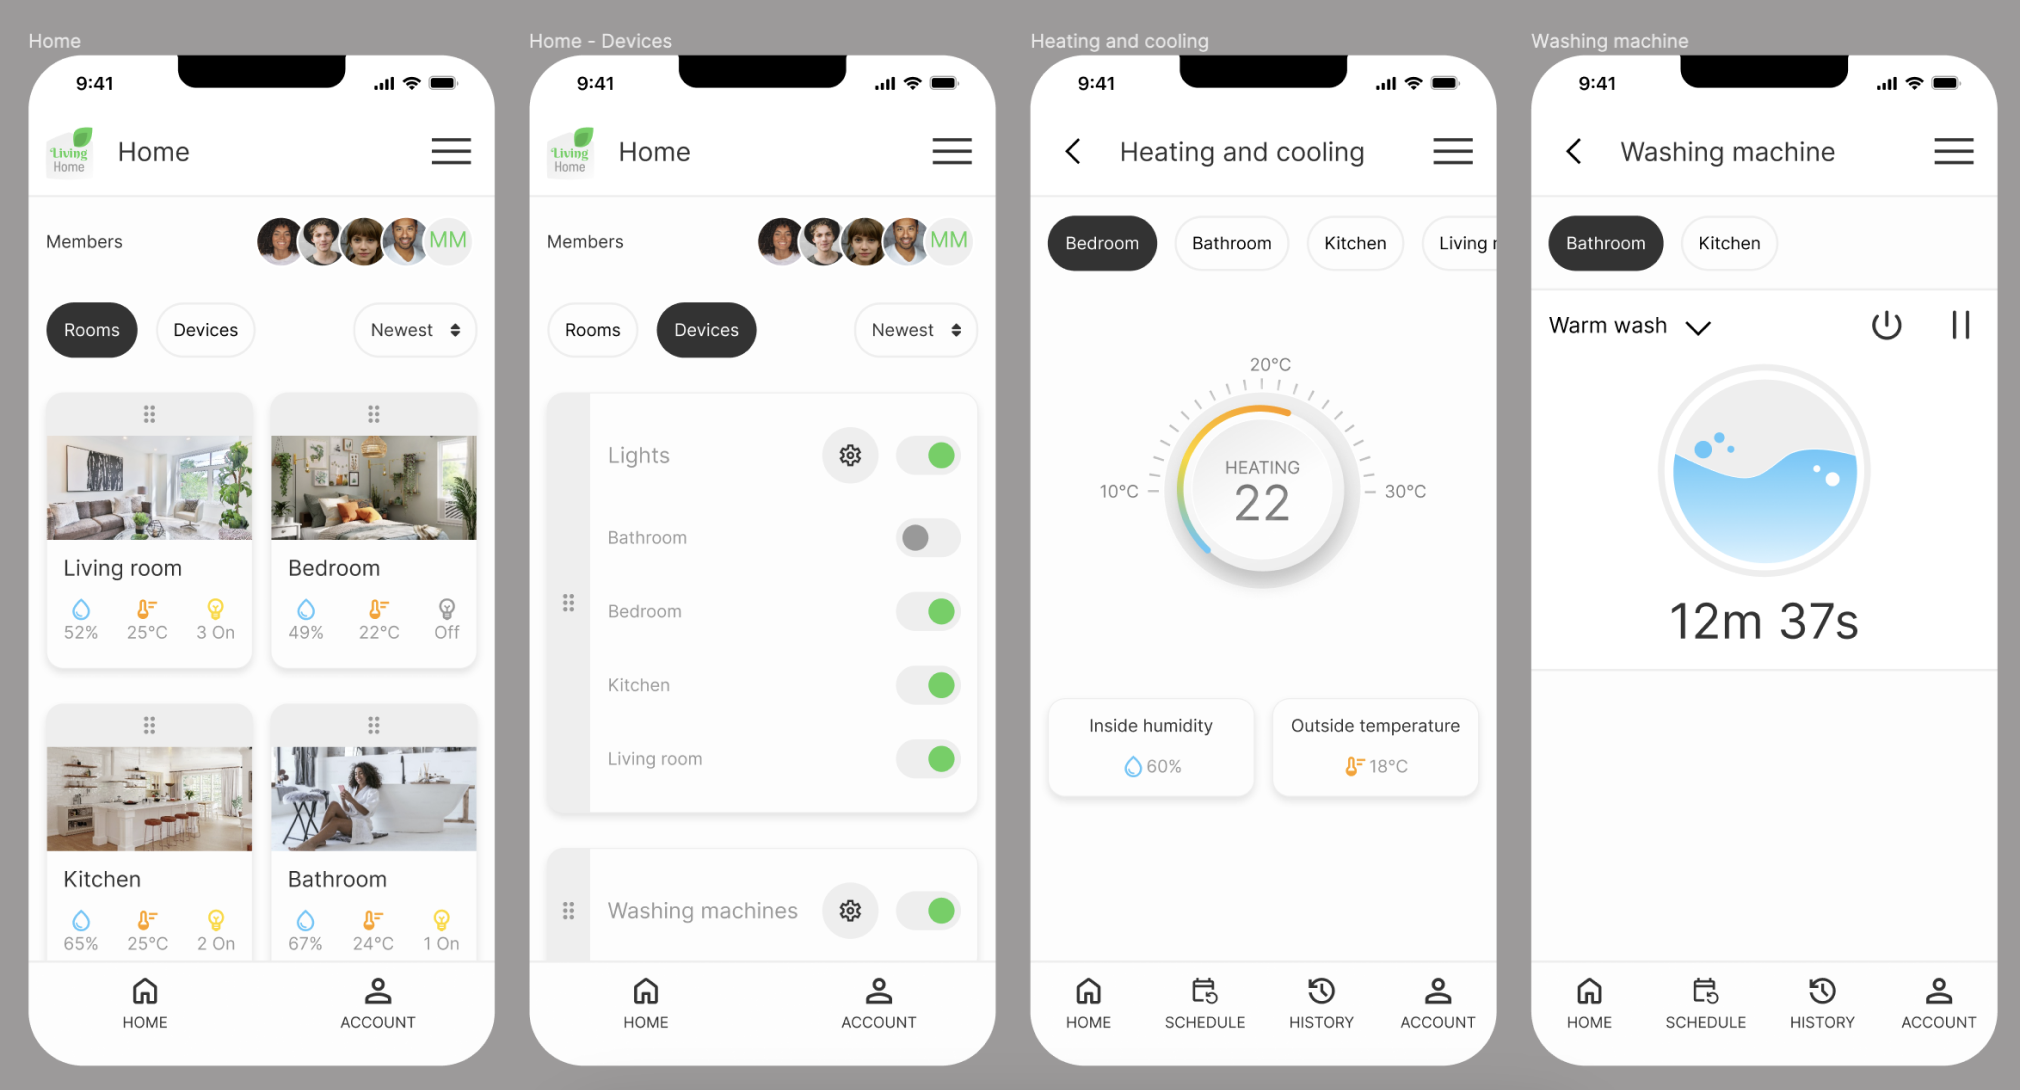 Home
9:41
Living
Home
Home
Members
MM
Rooms
Devices
Newest
Living room
52%
25°C
3 On
Bedroom
49%
22°C
Off
Kitchen
65%
25°C
2 On
Bathroom
67%
24°C
1 On
HOME
ACCOUNT
Home - Devices
9:41
Living
Home
Home
Members
MM
Rooms
Devices
Newest
Lights
Bathroom
Bedroom
Kitchen
Living room
Washing machines
HOME
ACCOUNT
Heating and cooling
9:41
Heating and cooling
Bedroom
Bathroom
Kitchen
Living r
20°C
10°C
30°C
HEATING
22
Inside humidity
60%
Outside temperature
18°C
HOME
SCHEDULE
HISTORY
ACCOUNT
Washing machine
9:41
Washing machine
Bathroom
Kitchen
Warm wash
12m 37s
HOME
SCHEDULE
HISTORY
ACCOUNT